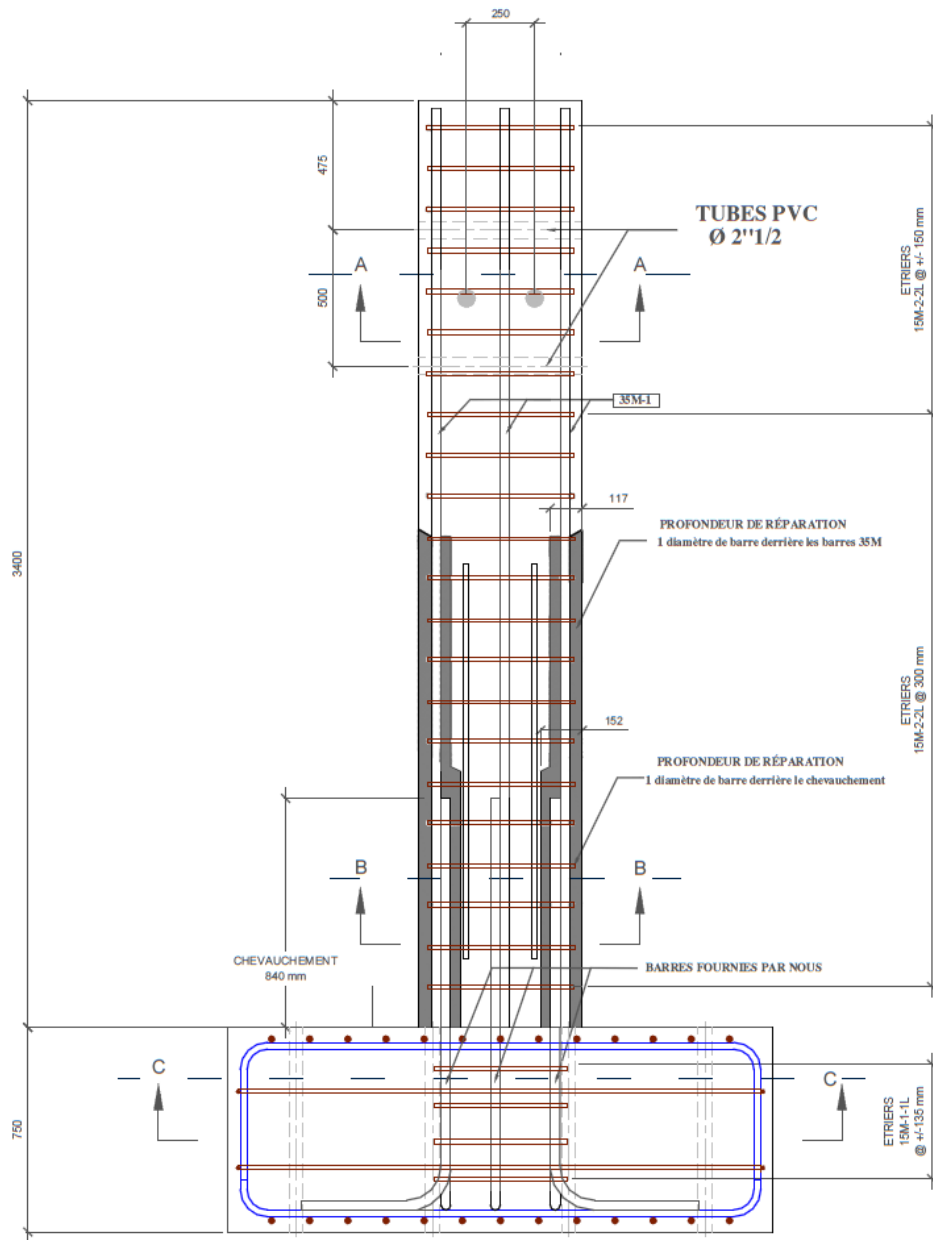 250
475
TUBES PVC
Ø 2''1/2
ETRIERS
15M-2-2L @ +/- 150 mm
A
A
500
35M-1
117
PROFONDEUR DE RÉPARATION
1 diamètre de barre derrière les barres 35M
3400
ETRIERS
15M-2-2L @ 300 mm
152
PROFONDEUR DE RÉPARATION
1 diamètre de barre derrière le chevauchement
B
B
CHEVAUCHEMENT
840 mm
BARRES FOURNIES PAR NOUS
C
C
750
ETRIERS
15M-1-1L
@ +/-135 mm